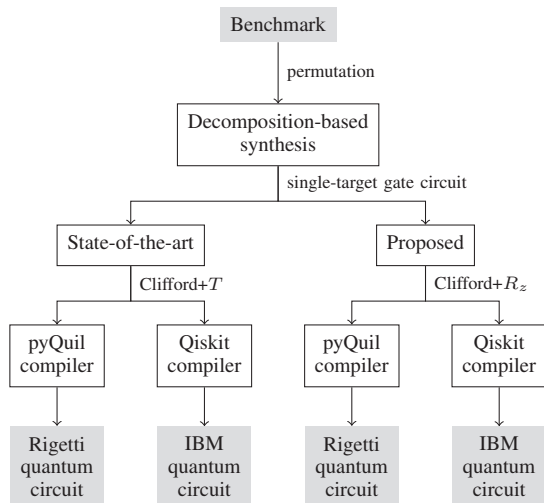 Benchmark
permutation
Decomposition-based
synthesis
single-target gate circuit
State-of-the-art
Proposed
Clifford+T
Clifford+R_z
pyQuil
compiler
Qiskit
compiler
pyQuil
compiler
Qiskit
compiler
Rigetti
quantum
circuit
IBM
quantum
circuit
Rigetti
quantum
circuit
IBM
quantum
circuit